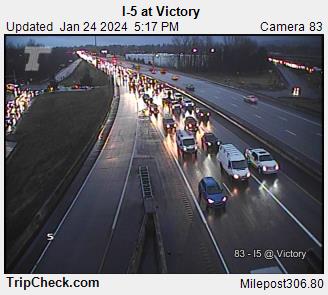 I-5 at Victory
Updated  Jan 24 2024  5:17 PM
Camera 83
T
S
83 - I5 @ Victory
TripCheck.com
Milepost306.80